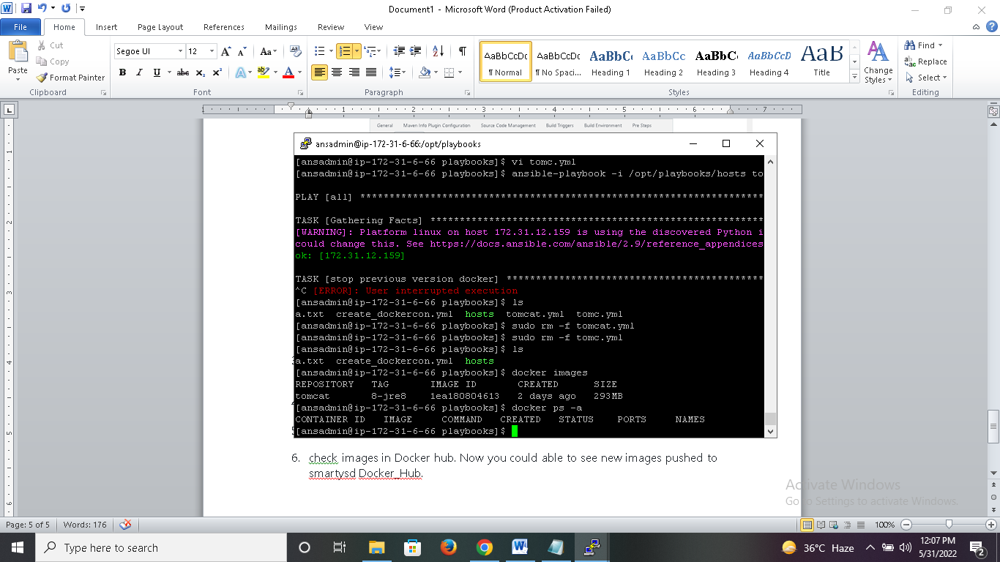 Document1 - Microsoft Word (Product Activation Failed)
File Home Insert Page Layout References Mailings Review View
Paste
Cut
Copy
Format Painter
Clipboard
Segoe UI 12
Font
Paragraph
AaBbCcDc AaBbCcDc AaBbCc AaBbCc AaBbC AaBbCcD AaB
¶ Normal ¶ No Spaci... Heading 1 Heading 2 Heading 3 Heading 4 Title
Styles
Change Styles
Find
Replace
Select
Editing
General Maven Info Plugin Configuration Source Code Management Build Triggers Build Environment Pre Steps
ansadmin@ip-172-31-6-66:/opt/playbooks
[ansadmin@ip-172-31-6-66 playbooks]$ vi tomc.yml
[ansadmin@ip-172-31-6-66 playbooks]$ ansible-playbook -i /opt/playbooks/hosts to
PLAY [all] *********************************************************************
TASK [Gathering Facts] *********************************************************
[WARNING]: Platform linux on host 172.31.12.159 is using the discovered Python i
could change this. See https://docs.ansible.com/ansible/2.9/reference_appendices
ok: [172.31.12.159]
TASK [stop previous version docker] ********************************************
^C [ERROR]: User interrupted execution
[ansadmin@ip-172-31-6-66 playbooks]$ ls
a.txt create_dockercon.yml hosts tomcat.yml tomc.yml
[ansadmin@ip-172-31-6-66 playbooks]$ sudo rm -f tomcat.yml
[ansadmin@ip-172-31-6-66 playbooks]$ sudo rm -f tomc.yml
[ansadmin@ip-172-31-6-66 playbooks]$ ls
a.txt create_dockercon.yml hosts
[ansadmin@ip-172-31-6-66 playbooks]$ docker images
REPOSITORY TAG IMAGE ID CREATED SIZE
tomcat 8-jre8 1ea180804613 2 days ago 293MB
[ansadmin@ip-172-31-6-66 playbooks]$ docker ps -a
CONTAINER ID IMAGE COMMAND CREATED STATUS PORTS NAMES
[ansadmin@ip-172-31-6-66 playbooks]$
6. check images in Docker hub. Now you could able to see new images pushed to
smartysd Docker_Hub.
Activate Windows
Go to Settings to activate Windows.
Page: 5 of 5 Words: 176 100%
Type here to search
36°C Haze
12:07 PM
5/31/2022
2